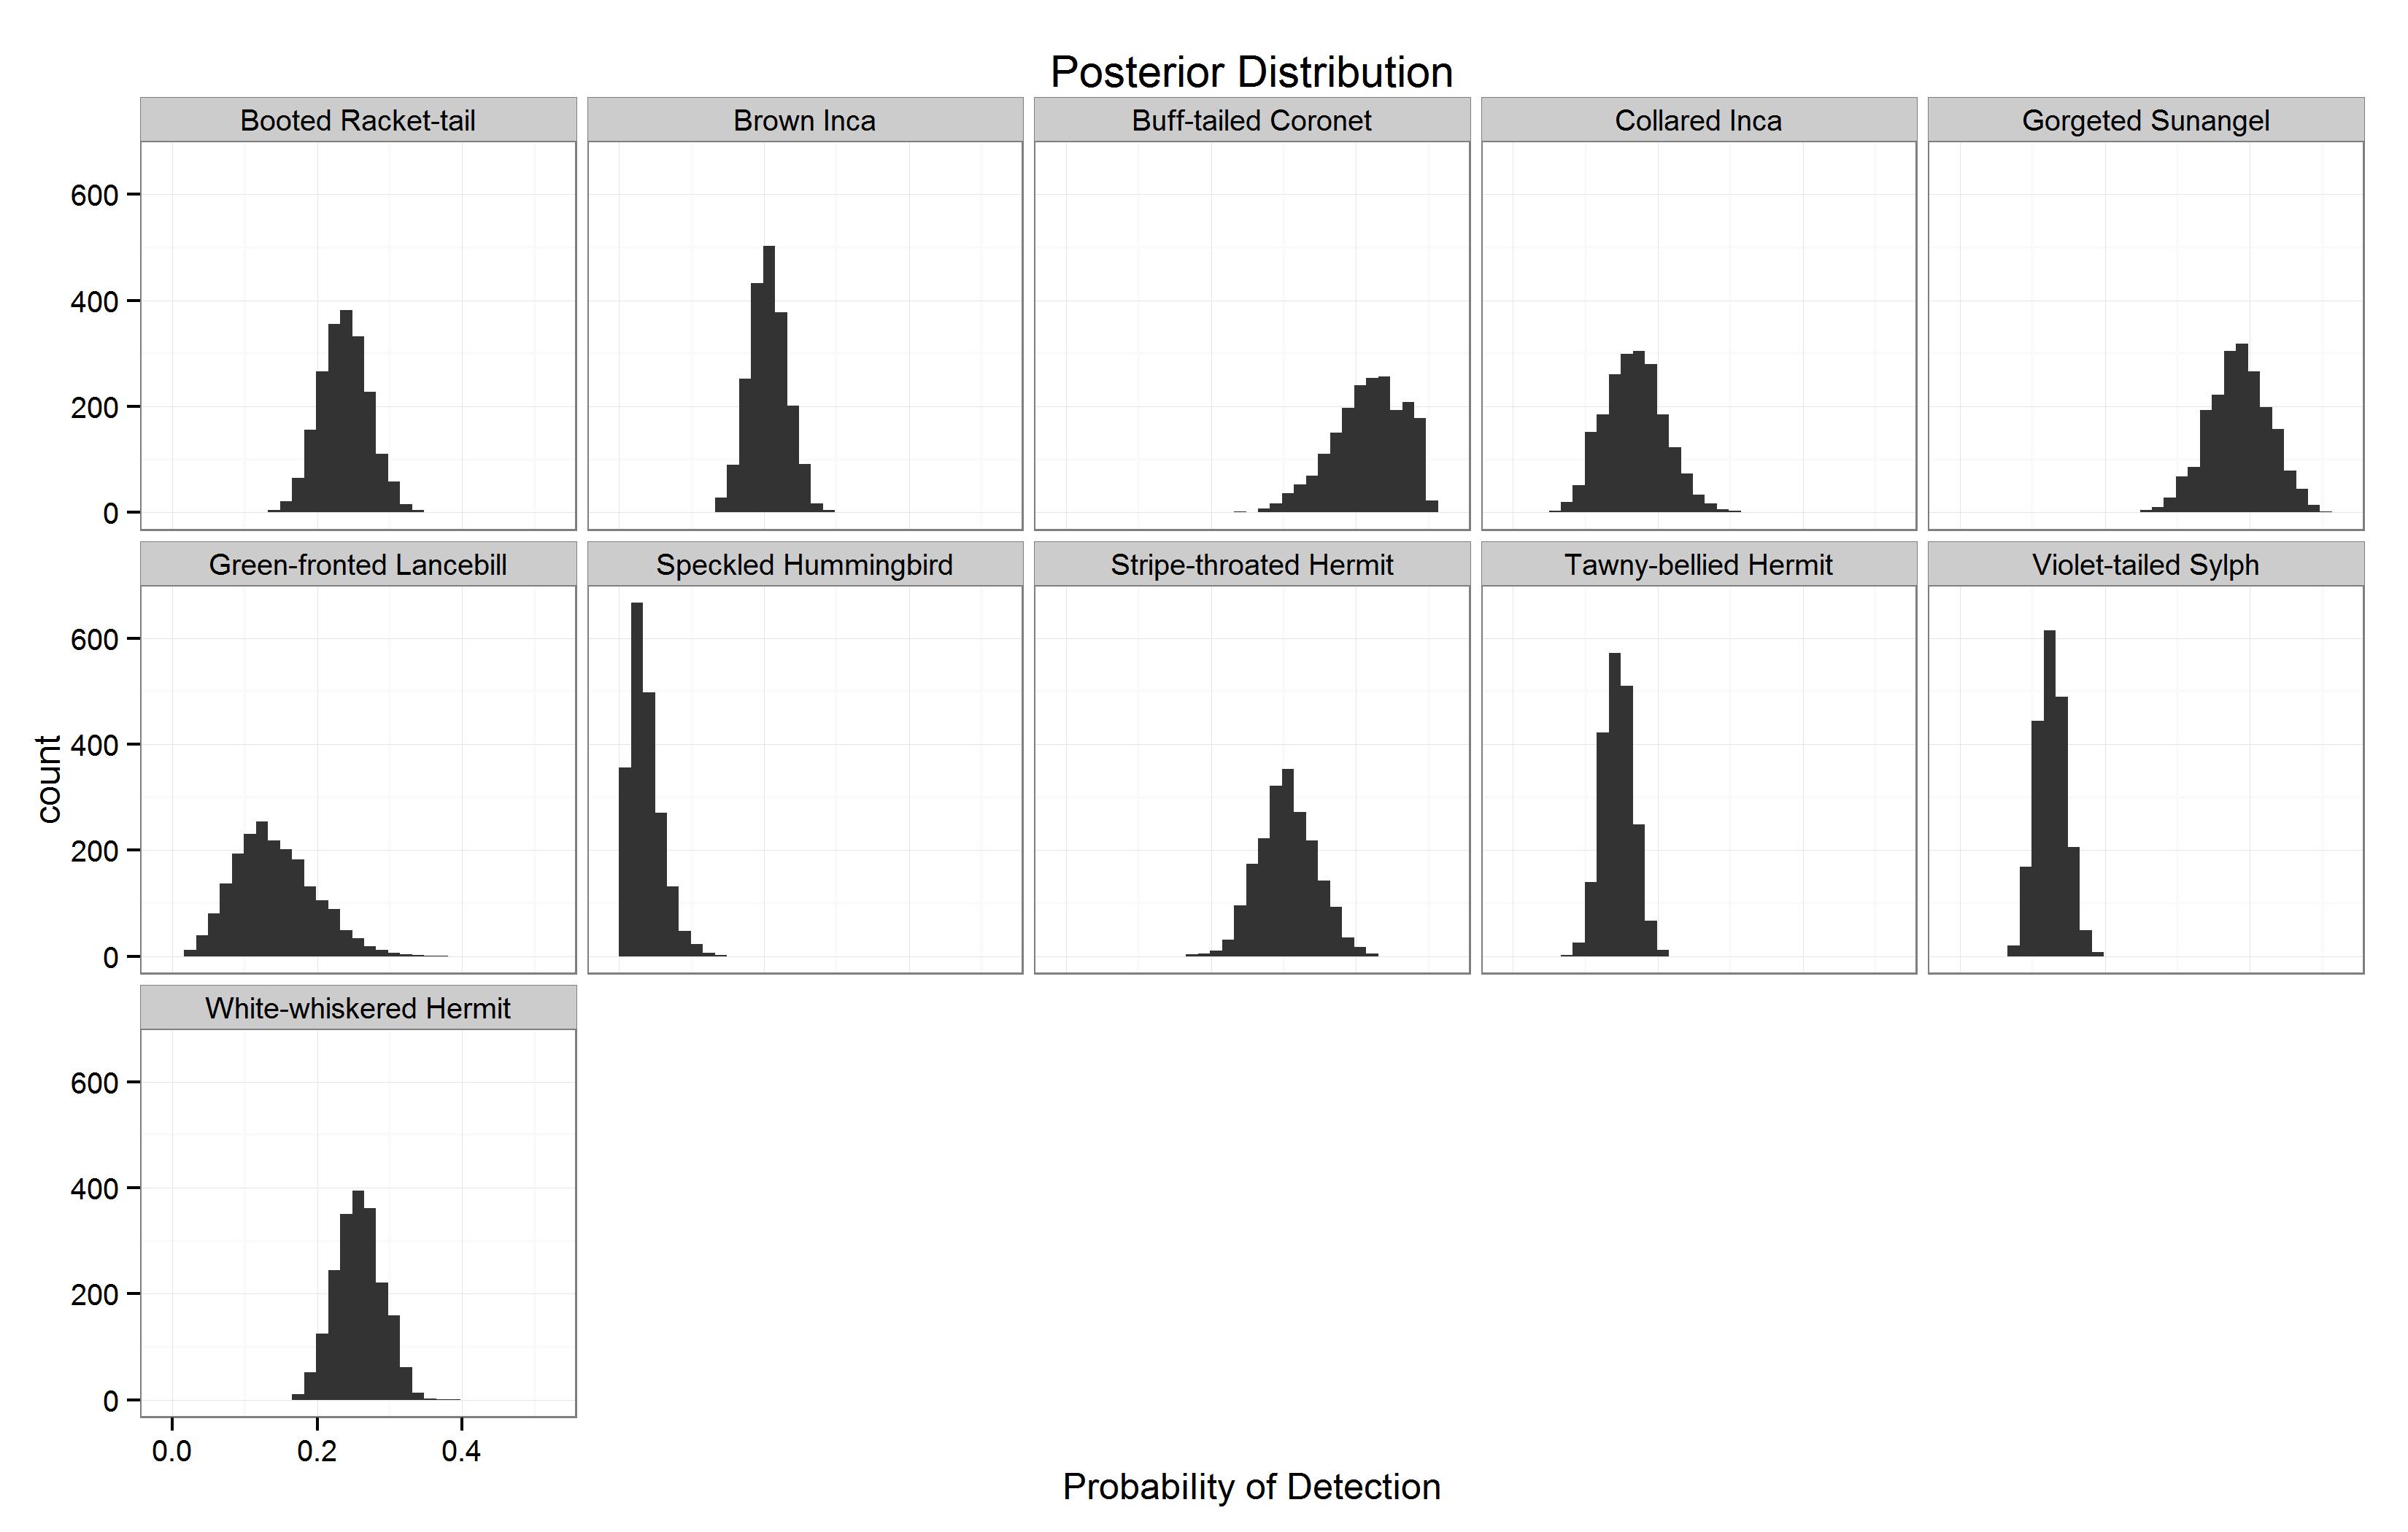 Posterior Distribution
Booted Racket-tail
Brown Inca
Buff-tailed Coronet
Collared Inca
Gorgeted Sunangel
600
400
200
0
Green-fronted Lancebill
Speckled Hummingbird
Stripe-throated Hermit
Tawny-bellied Hermit
Violet-tailed Sylph
600
400
200
0
count
White-whiskered Hermit
600
400
200
0
0.0 0.2 0.4
Probability of Detection